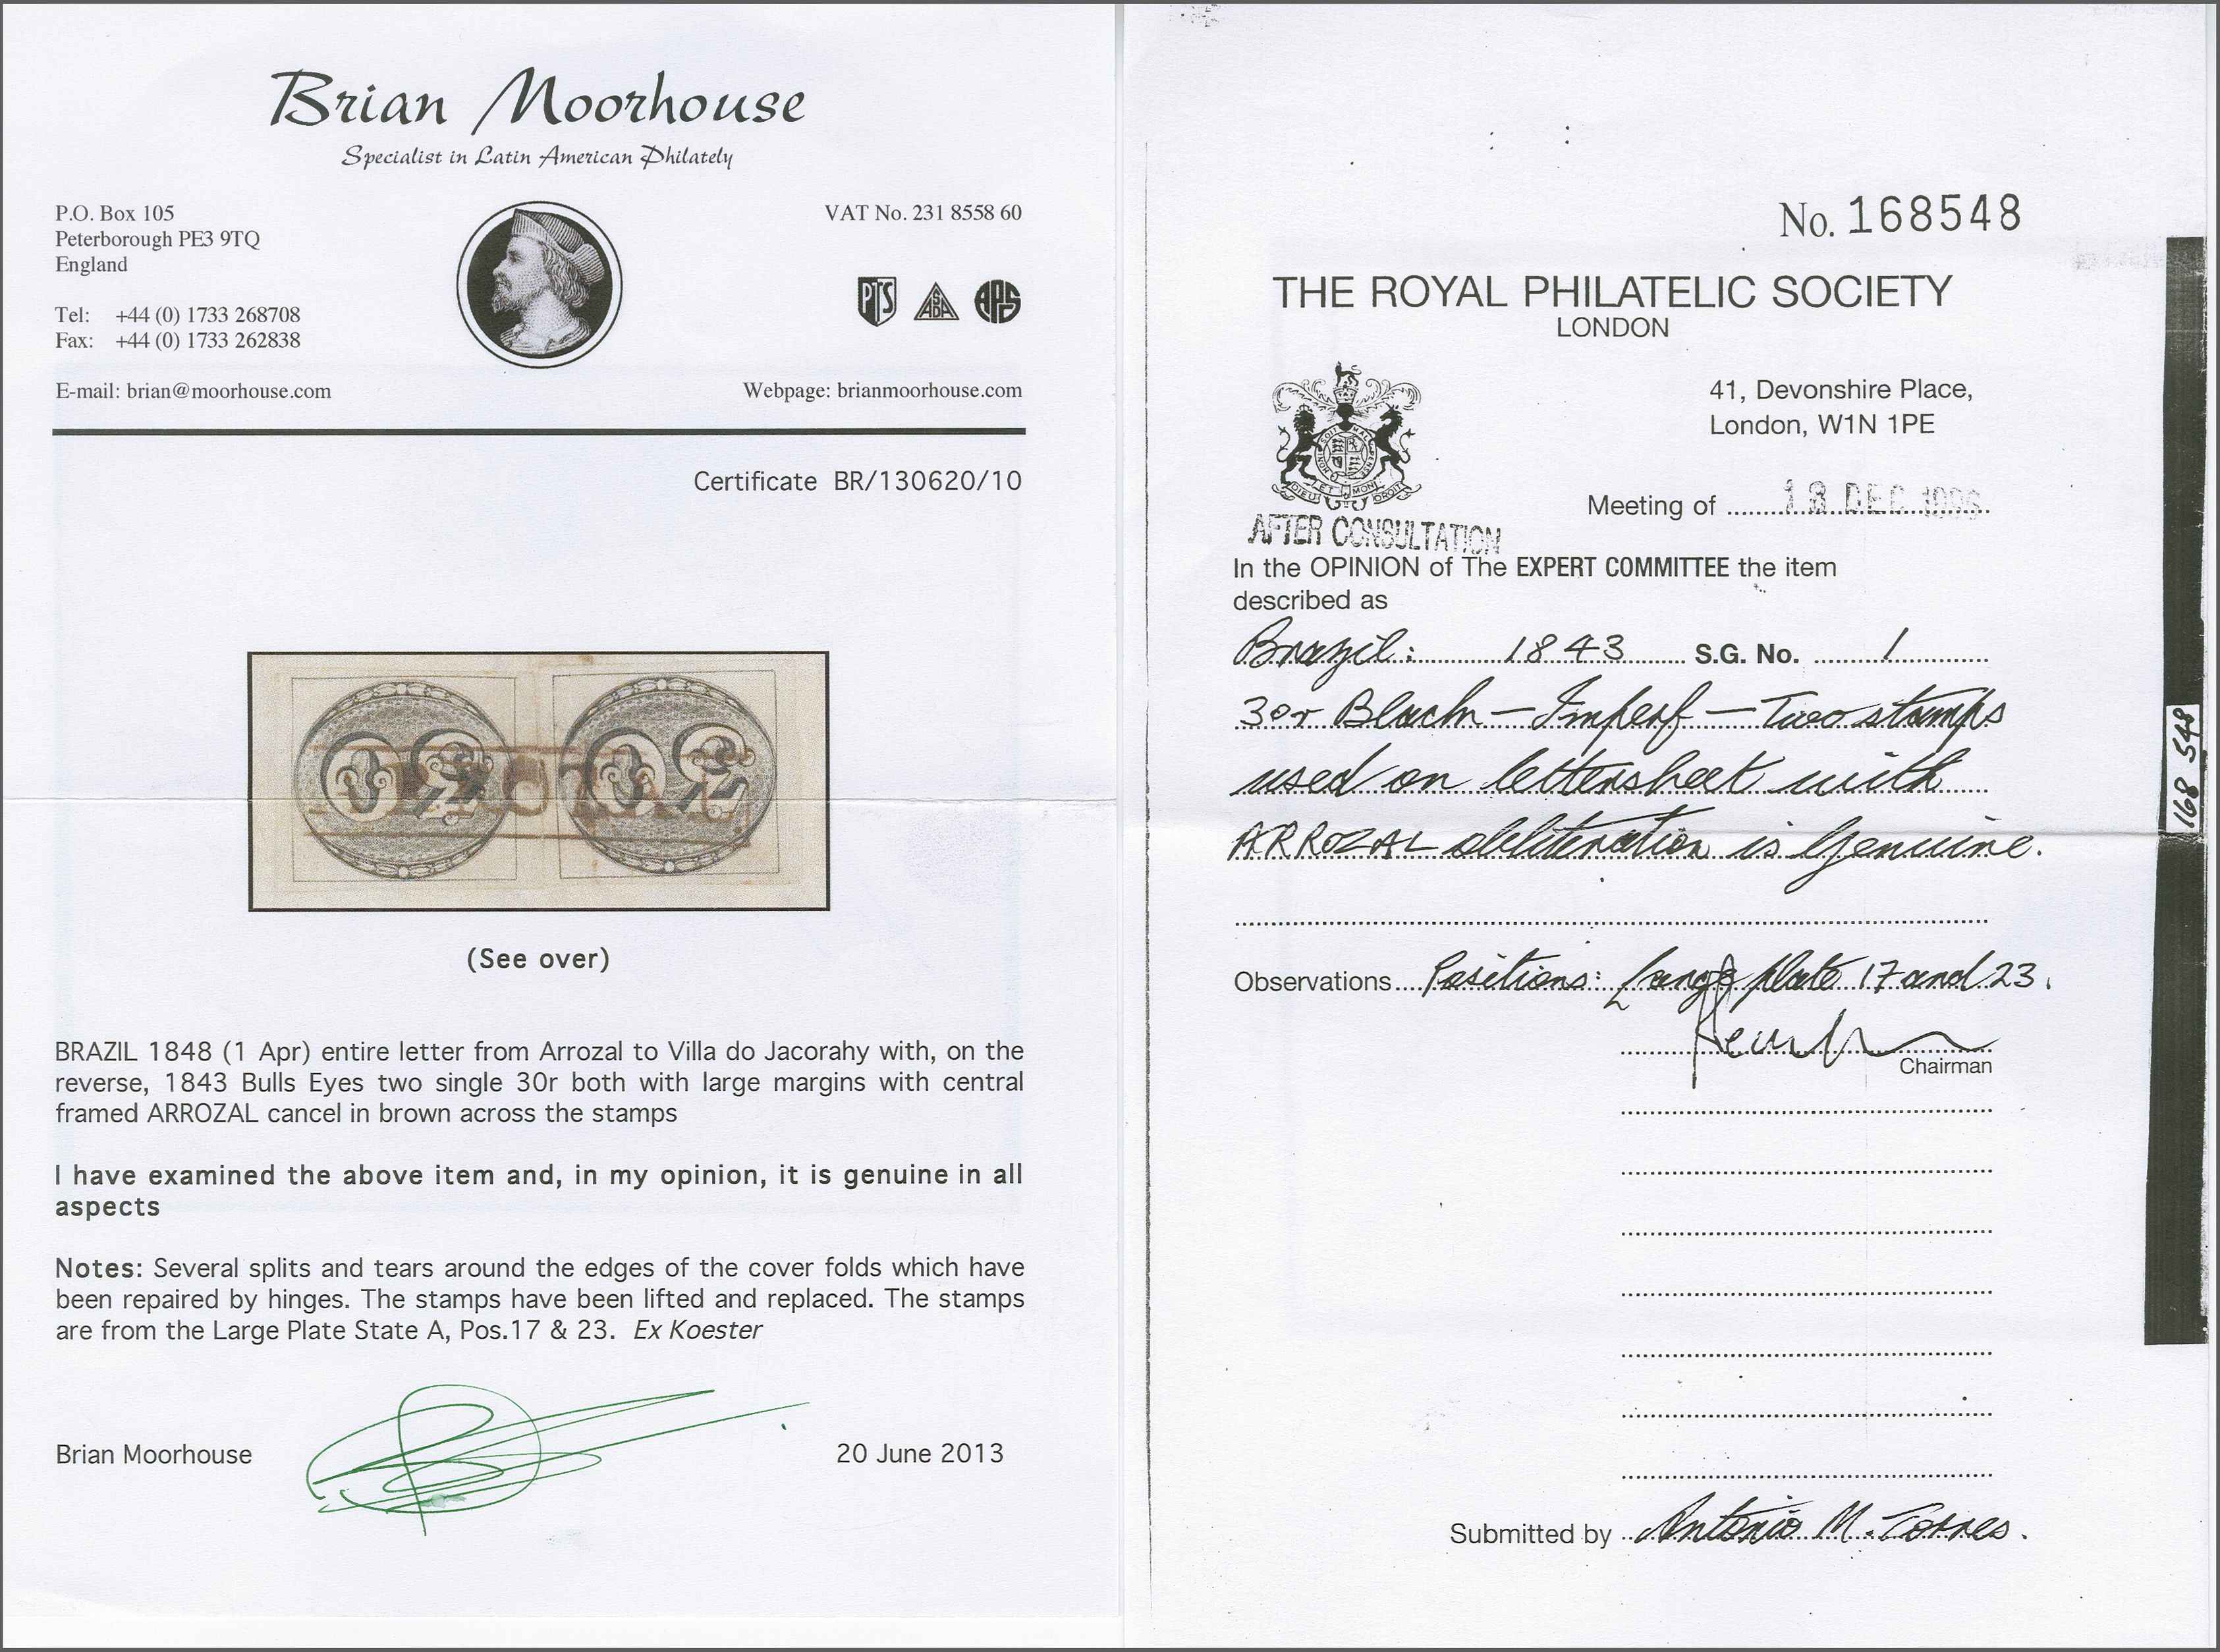 Brian Moorhouse
Specialist in Latin American Philately
P.O. Box 105
Peterborough PE3 9TQ
England
Tel: +44 (0) 1733 268708
Fax: +44 (0) 1733 262838
E-mail: brian@moorhouse.com
VAT No. 231 8558 60
PTS
ASDA
APS
Webpage: brianmoorhouse.com
Certificate BR/130620/10
ARROZAL
(See over)
BRAZIL 1848 (1 Apr) entire letter from Arrozal to Villa do Jacorahy with, on the
reverse, 1843 Bulls Eyes two single 30r both with large margins with central
framed ARROZAL cancel in brown across the stamps
I have examined the above item and, in my opinion, it is genuine in all
aspects
Notes: Several splits and tears around the edges of the cover folds which have
been repaired by hinges. The stamps have been lifted and replaced. The stamps
are from the Large Plate State A, Pos.17 & 23. Ex Koester
Brian Moorhouse
20 June 2013
No. 168548
THE ROYAL PHILATELIC SOCIETY
LONDON
41, Devonshire Place,
London, W1N 1PE
Meeting of 18 DEC
AFTER CONSULTATION
In the OPINION of The EXPERT COMMITTEE the item
described as
Brazil: 1843 S.G. No. 1
30r Black - Imperf - Two stamps
used on lettersheet with
ARROZAL obliteration is Genuine.
Observations Positions: Large plate 17 and 23.
Chairman
Submitted by Antonio M. Torres.
168 548